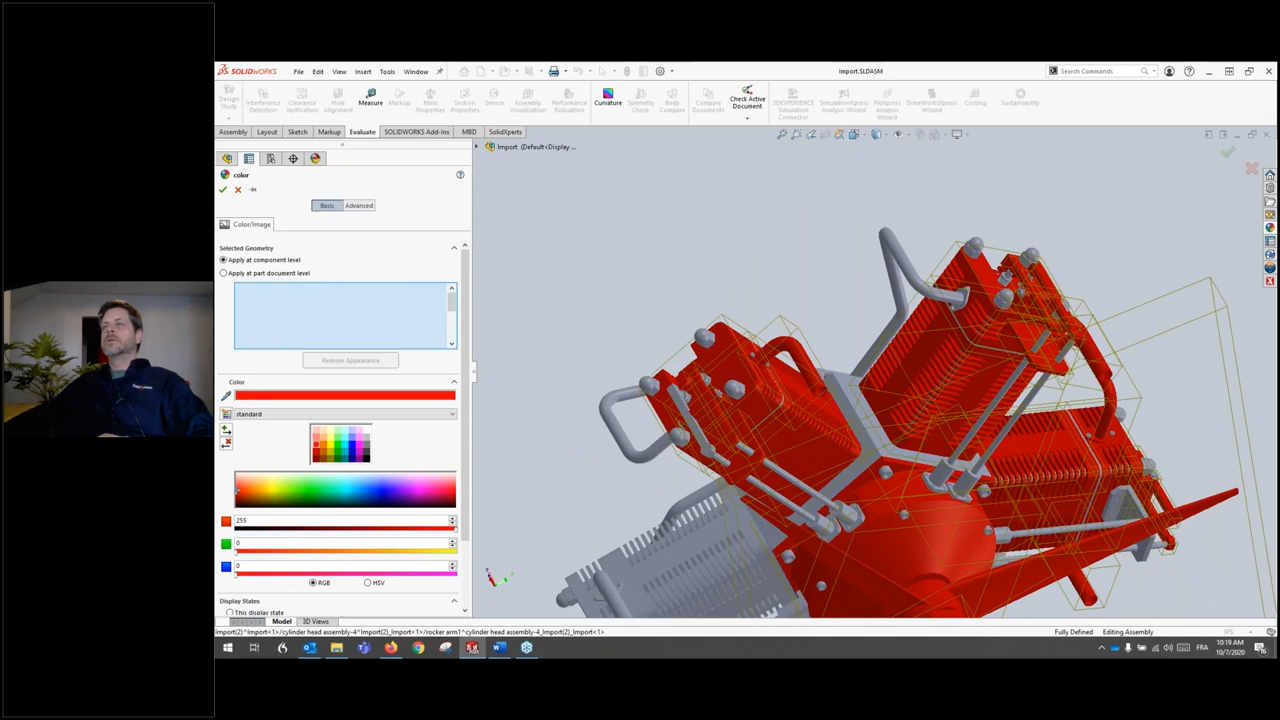 SOLIDWORKS File Edit View Insert Tools Window Import.SLDASM Search Commands
Design Study Interference Detection Clearance Verification Hole Alignment Measure Markup Mass Properties Section Properties Sensor Assembly Visualization Performance Evaluation Curvature Symmetry Check Body Compare Compare Documents Check Active Document 3DEXPERIENCE Simulation Connector SimulationXpress Analysis Wizard FloXpress Analysis Wizard DriveWorksXpress Wizard Costing Sustainability
Assembly Layout Sketch Markup Evaluate SOLIDWORKS Add-Ins MBD SolidXperts
Import (Default<Display ...
color
Basic Advanced
Color/Image
Selected Geometry
Apply at component level
Apply at part document level
Remove Appearance
Color
standard
255
0
0
RGB HSV
Display States
This display state
Model 3D Views
Import(2)^Import<1>/cylinder head assembly-4^Import(2)_Import<1>/rocker arm1^cylinder head assembly-4_Import(2)_Import<1> Fully Defined Editing Assembly IPS
FRA 10:19 AM
10/7/2020